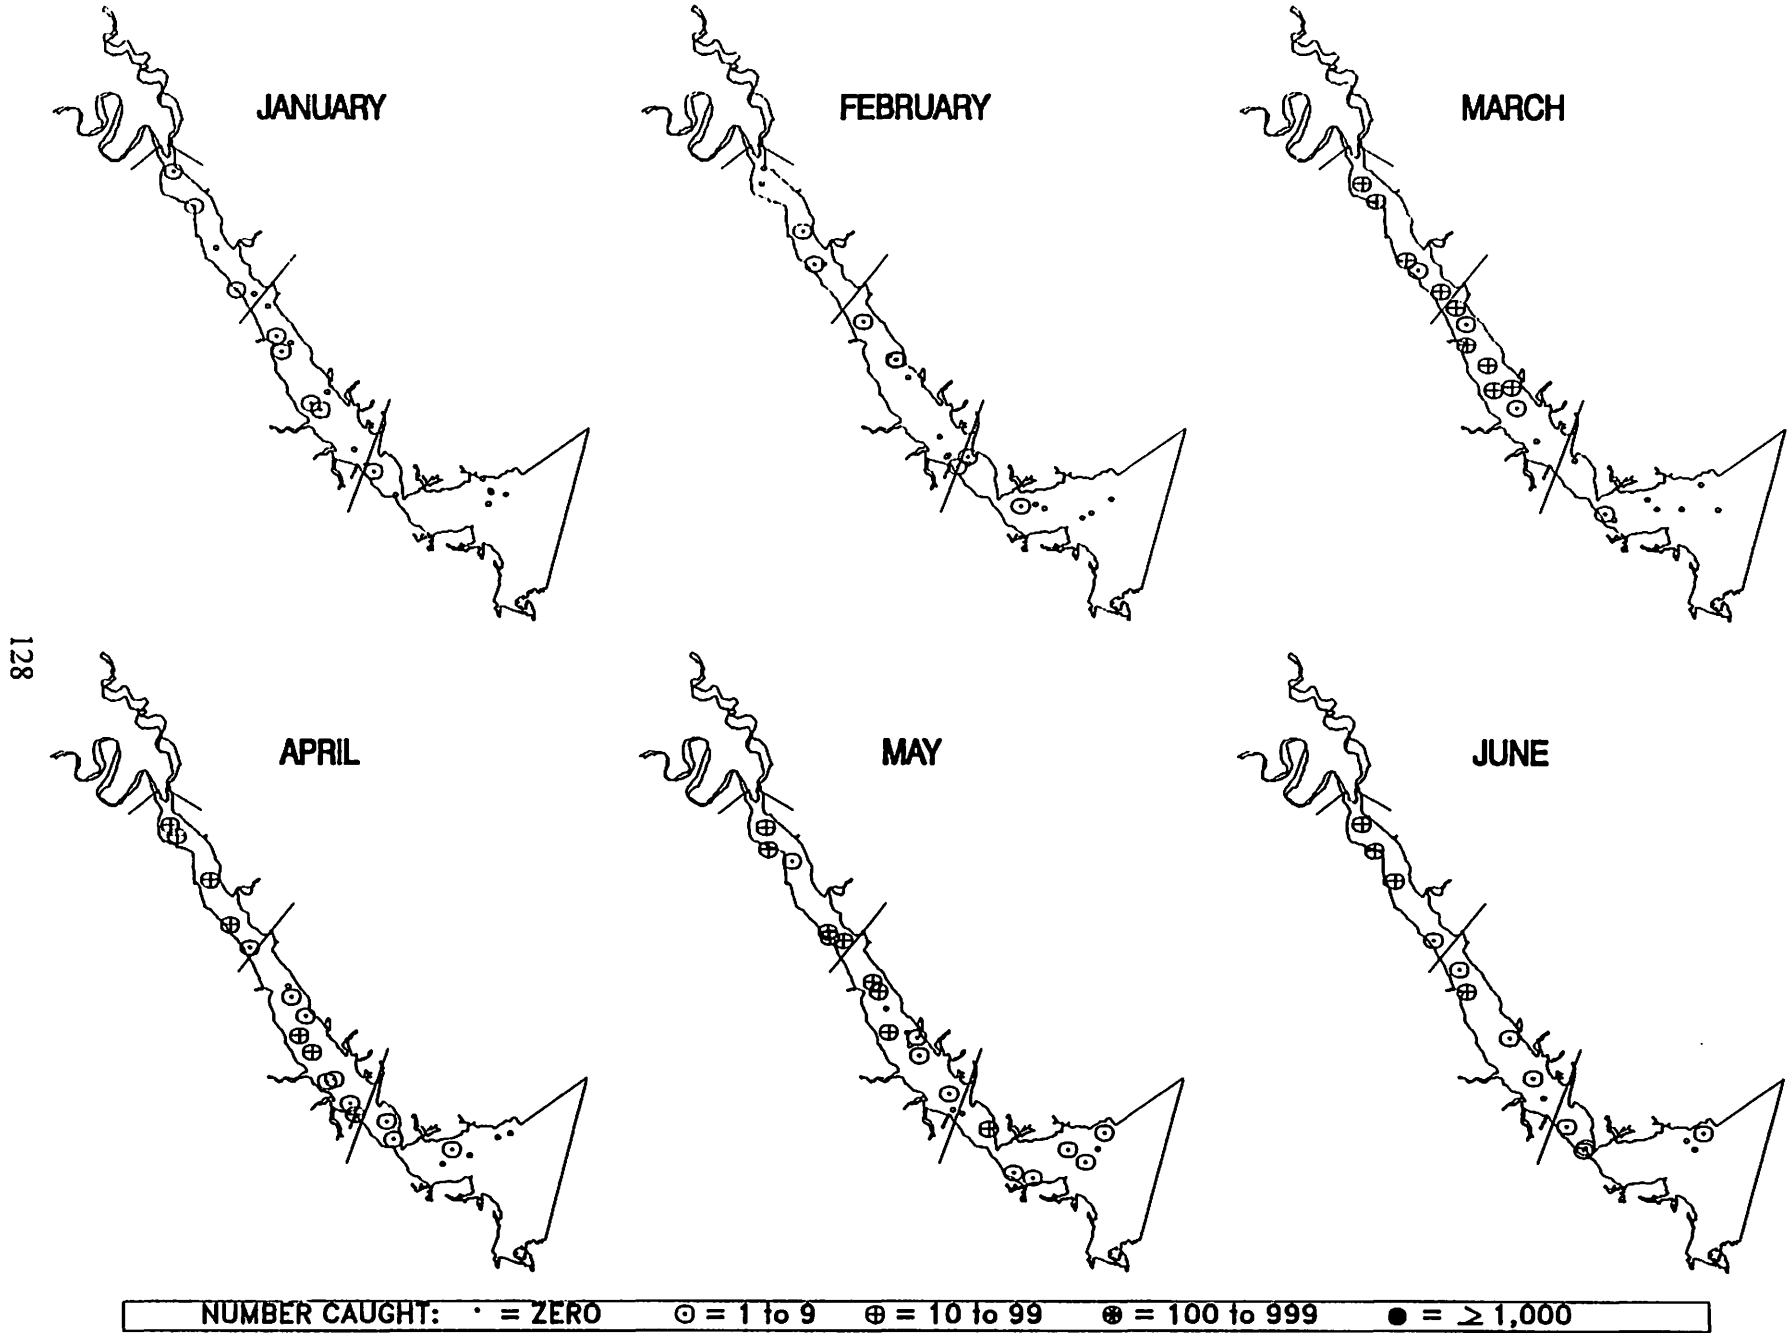 JANUARY
FEBRUARY
MARCH
128
APRIL
MAY
JUNE
NUMBER CAUGHT: · = ZERO ⊙ = 1 to 9 ⊕ = 10 to 99 ⊛ = 100 to 999 ● = ≥ 1,000